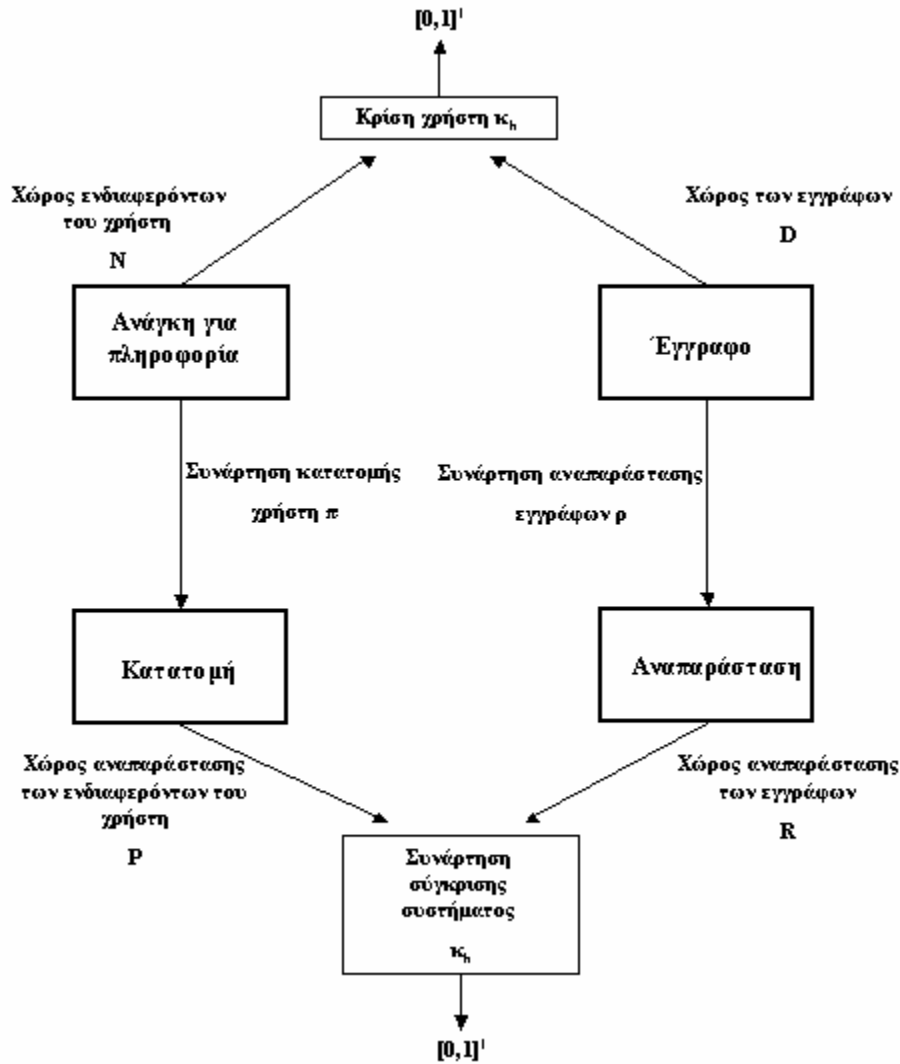 [0,1]¹
Κρίση χρήστη κₕ
Χώρος ενδιαφερόντων
του χρήστη
N
Χώρος των εγγράφων
D
Ανάγκη για
πληροφορία
Έγγραφο
Συνάρτηση κατατομής
χρήστη π
Συνάρτηση αναπαράστασης
εγγράφων ρ
Κατατομή
Αναπαράσταση
Χώρος αναπαράστασης
των ενδιαφερόντων του
χρήστη
P
Χώρος αναπαράστασης
των εγγράφων
R
Συνάρτηση
σύγκρισης
συστήματος
κₕ
[0,1]¹